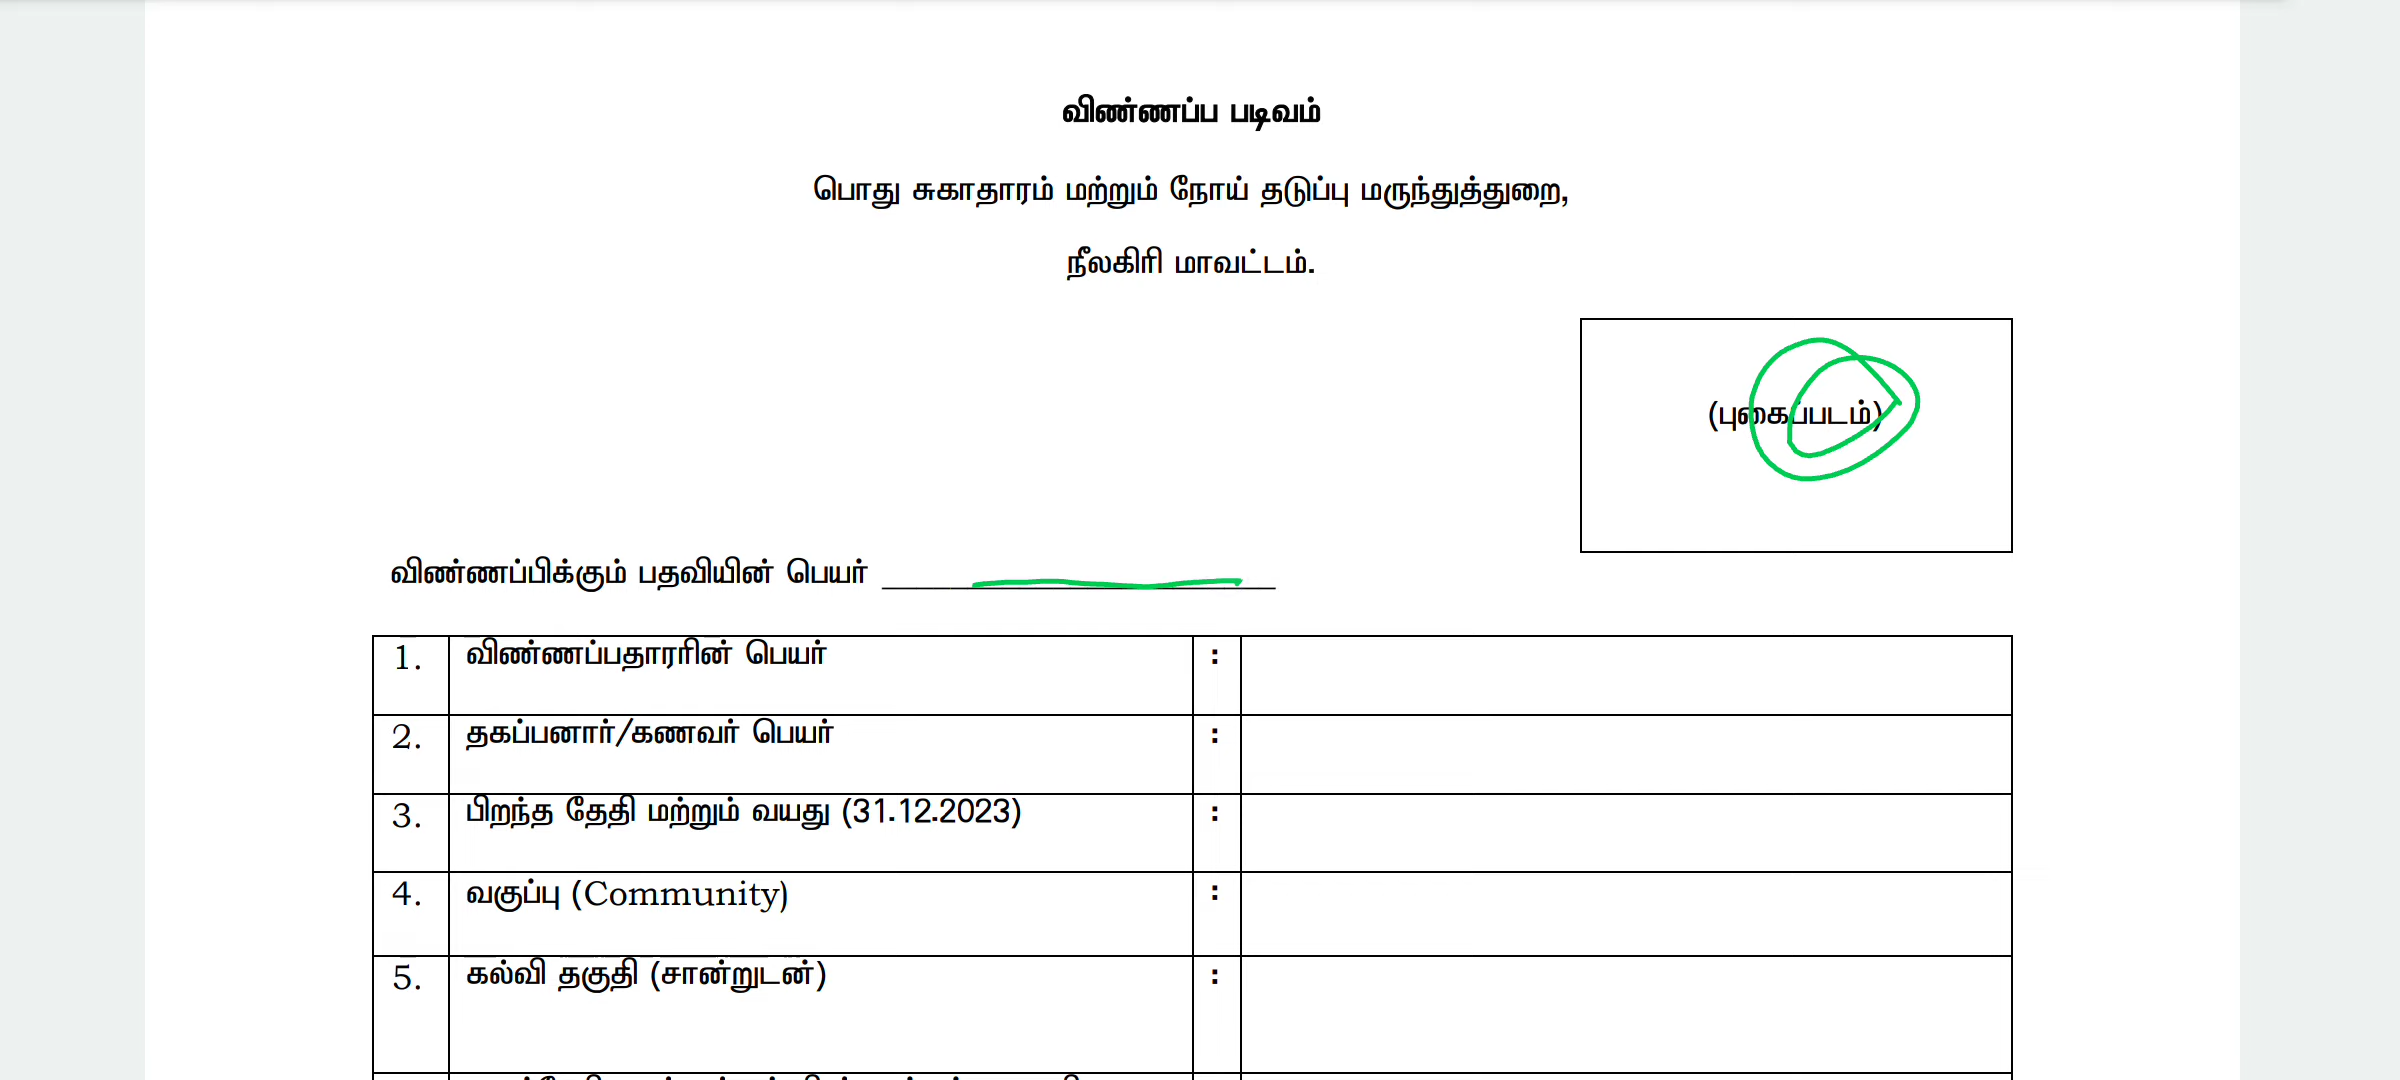 விண்ணப்ப படிவம்
பொது சுகாதாரம் மற்றும் நோய் தடுப்பு மருந்துத்துறை,
நீலகிரி மாவட்டம்.
(புகைப்படம்)
விண்ணப்பிக்கும் பதவியின் பெயர் ____________________
1. விண்ணப்பதாரரின் பெயர் :
2. தகப்பனார்/கணவர் பெயர் :
3. பிறந்த தேதி மற்றும் வயது (31.12.2023) :
4. வகுப்பு (Community) :
5. கல்வி தகுதி (சான்றுடன்) :